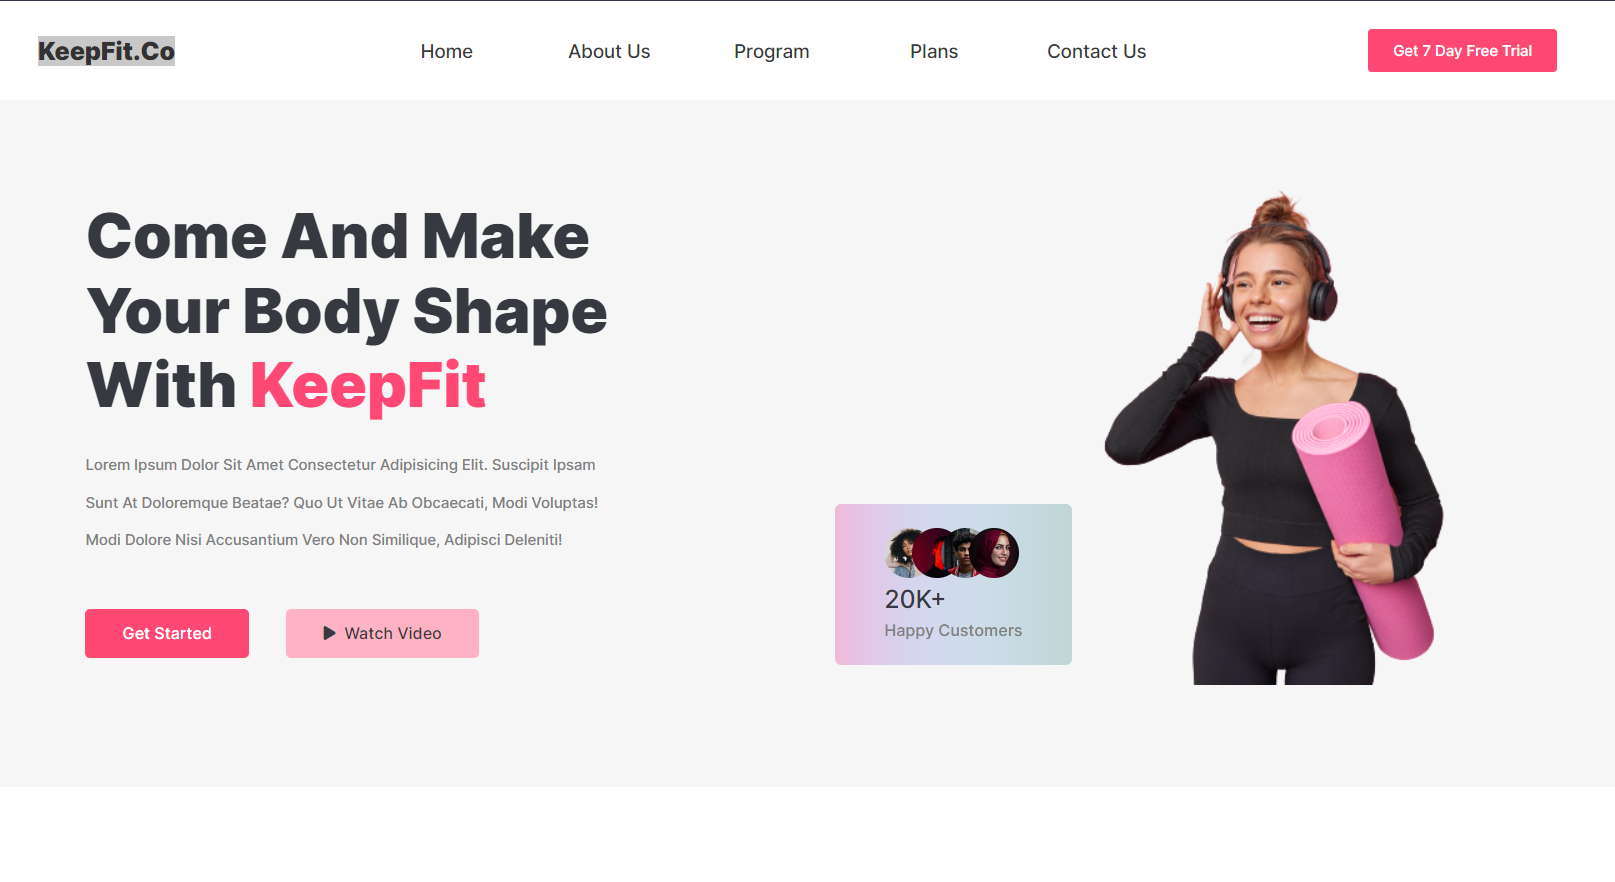 KeepFit.Co
Home
About Us
Program
Plans
Contact Us
Get 7 Day Free Trial
Come And Make
Your Body Shape
With KeepFit
Lorem Ipsum Dolor Sit Amet Consectetur Adipisicing Elit. Suscipit Ipsam
Sunt At Doloremque Beatae? Quo Ut Vitae Ab Obcaecati, Modi Voluptas!
Modi Dolore Nisi Accusantium Vero Non Similique, Adipisci Deleniti!
Get Started
Watch Video
20K+
Happy Customers